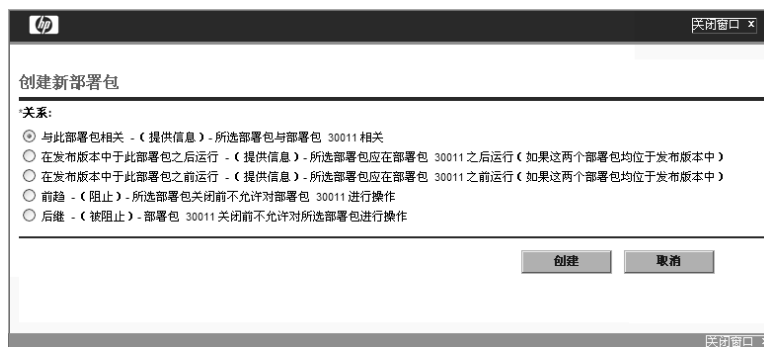 hp
关闭窗口 x
创建新部署包
*关系:
与此部署包相关 - ( 提供信息 ) - 所选部署包与部署包 30011 相关
在发布版本中于此部署包之后运行 - ( 提供信息 ) - 所选部署包应在部署包 30011 之后运行 ( 如果这两个部署包均位于发布版本中 )
在发布版本中于此部署包之前运行 - ( 提供信息 ) - 所选部署包应在部署包 30011 之前运行 ( 如果这两个部署包均位于发布版本中 )
前趋 - ( 阻止 ) - 所选部署包关闭前不允许对部署包 30011 进行操作
后继 - ( 被阻止 ) - 部署包 30011 关闭前不允许对所选部署包进行操作
创建 取消
关闭窗口 x